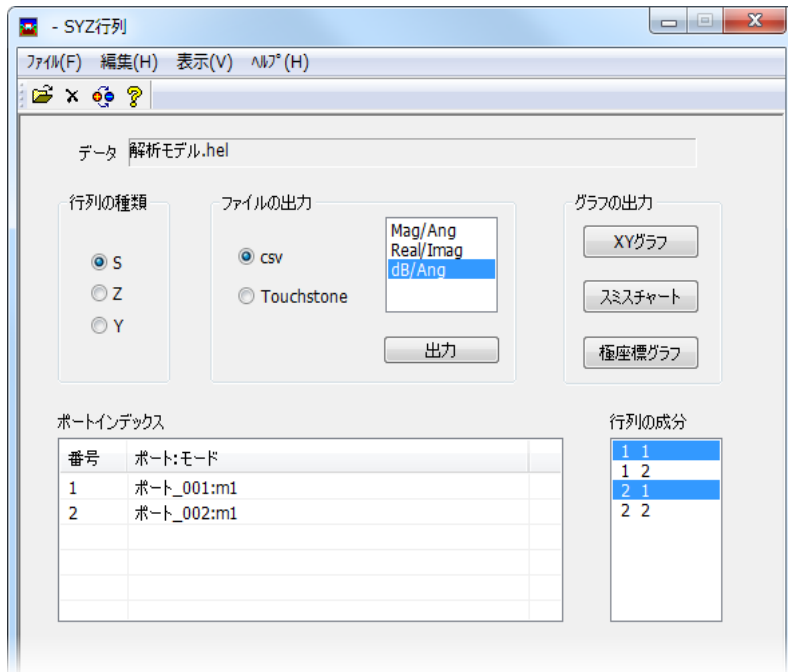 - SYZ行列
ﾌｧｲﾙ(F) 編集(H) 表示(V) ﾍﾙﾌﾟ(H)
データ 解析モデル.hel
行列の種類
S
Z
Y
ファイルの出力
csv
Touchstone
Mag/Ang
Real/Imag
dB/Ang
出力
グラフの出力
XYグラフ
スミスチャート
極座標グラフ
ポートインデックス
番号 ポート:モード
1 ポート_001:m1
2 ポート_002:m1
行列の成分
1 1
1 2
2 1
2 2